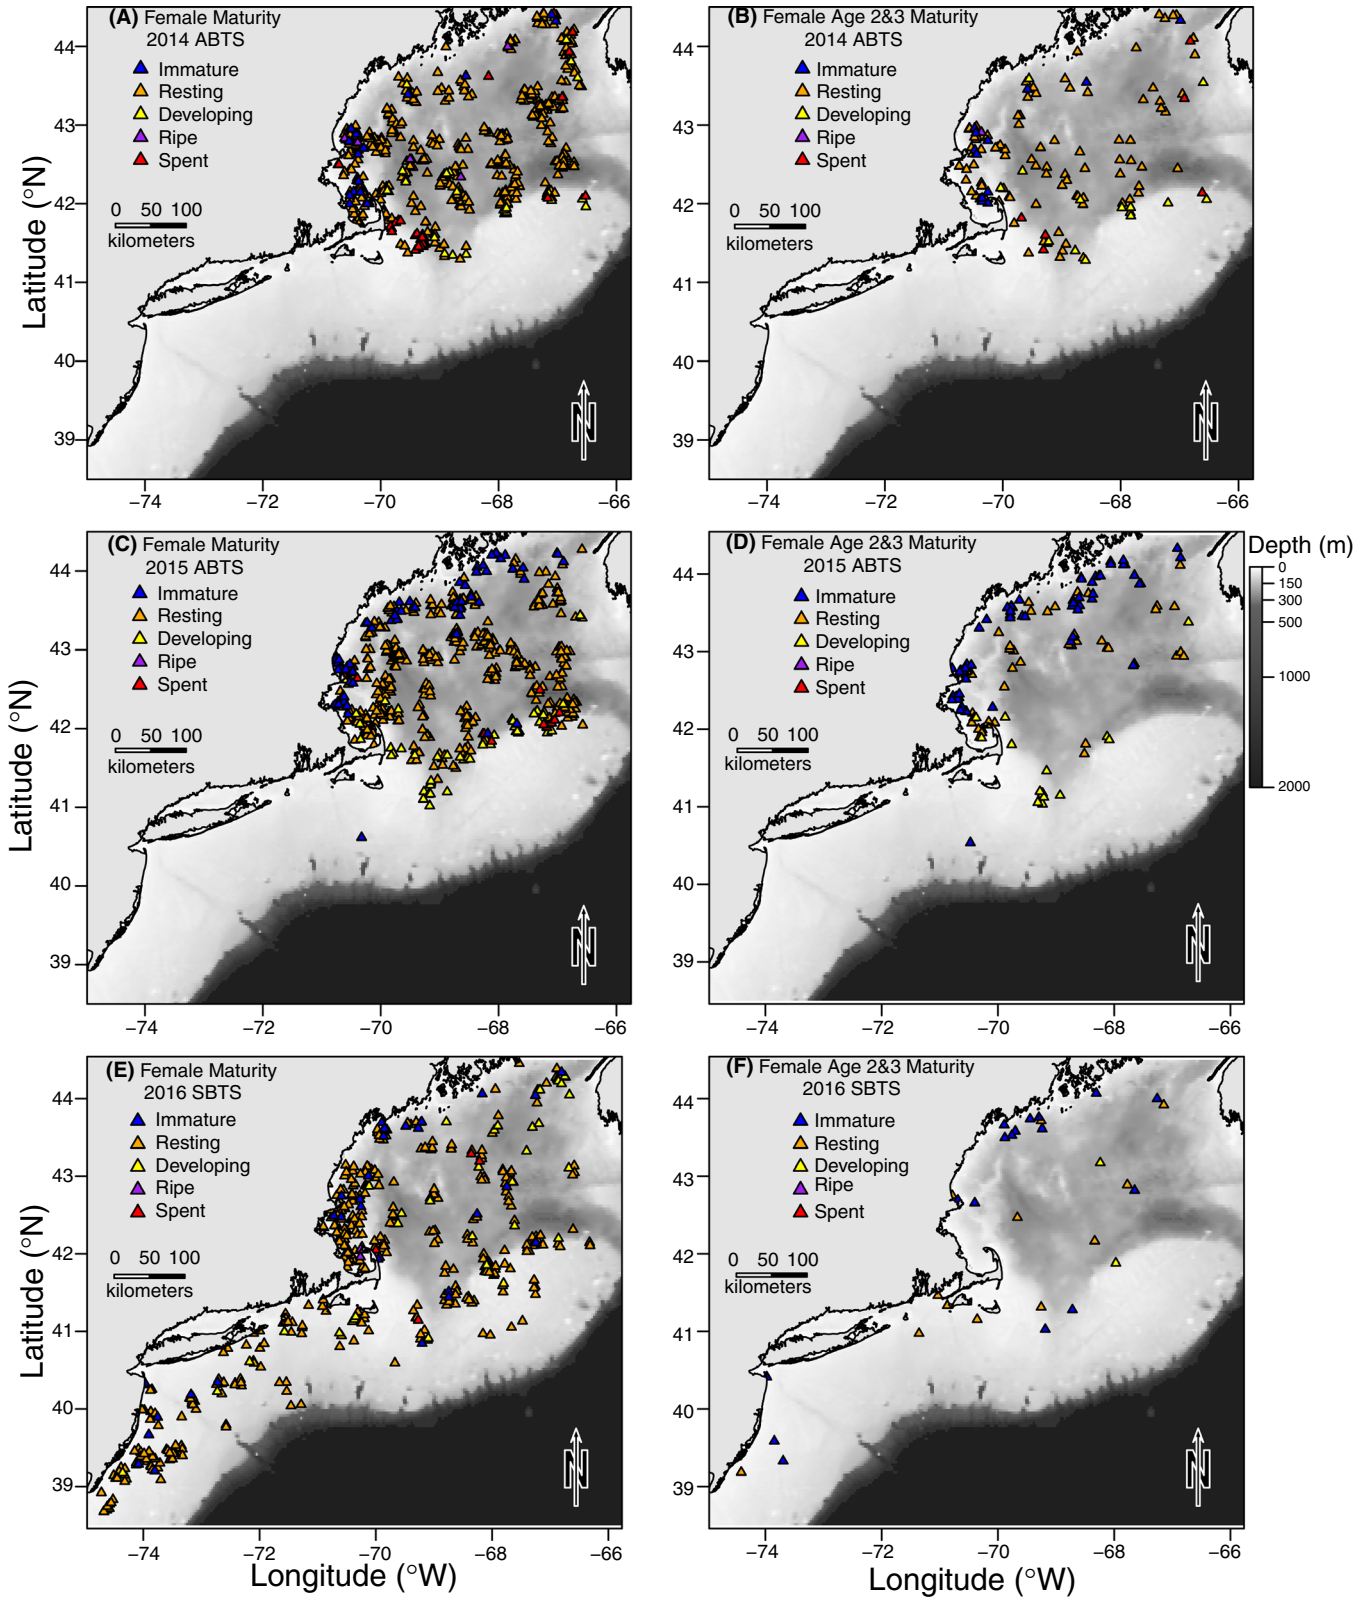 (A) Female Maturity
2014 ABTS
Immature
Resting
Developing
Ripe
Spent
0 50 100
kilometers
44
43
42
41
40
39
−74 −72 −70 −68 −66
Latitude (°N)
N
(B) Female Age 2&3 Maturity
2014 ABTS
Immature
Resting
Developing
Ripe
Spent
0 50 100
kilometers
44
43
42
41
40
39
−74 −72 −70 −68 −66
N
(C) Female Maturity
2015 ABTS
Immature
Resting
Developing
Ripe
Spent
0 50 100
kilometers
44
43
42
41
40
39
−74 −72 −70 −68 −66
Latitude (°N)
N
(D) Female Age 2&3 Maturity
2015 ABTS
Immature
Resting
Developing
Ripe
Spent
0 50 100
kilometers
44
43
42
41
40
39
−74 −72 −70 −68 −66
N
Depth (m)
0
150
300
500
1000
2000
(E) Female Maturity
2016 SBTS
Immature
Resting
Developing
Ripe
Spent
0 50 100
kilometers
44
43
42
41
40
39
−74 −72 −70 −68 −66
Latitude (°N)
Longitude (°W)
N
(F) Female Age 2&3 Maturity
2016 SBTS
Immature
Resting
Developing
Ripe
Spent
0 50 100
kilometers
44
43
42
41
40
39
−74 −72 −70 −68 −66
Longitude (°W)
N